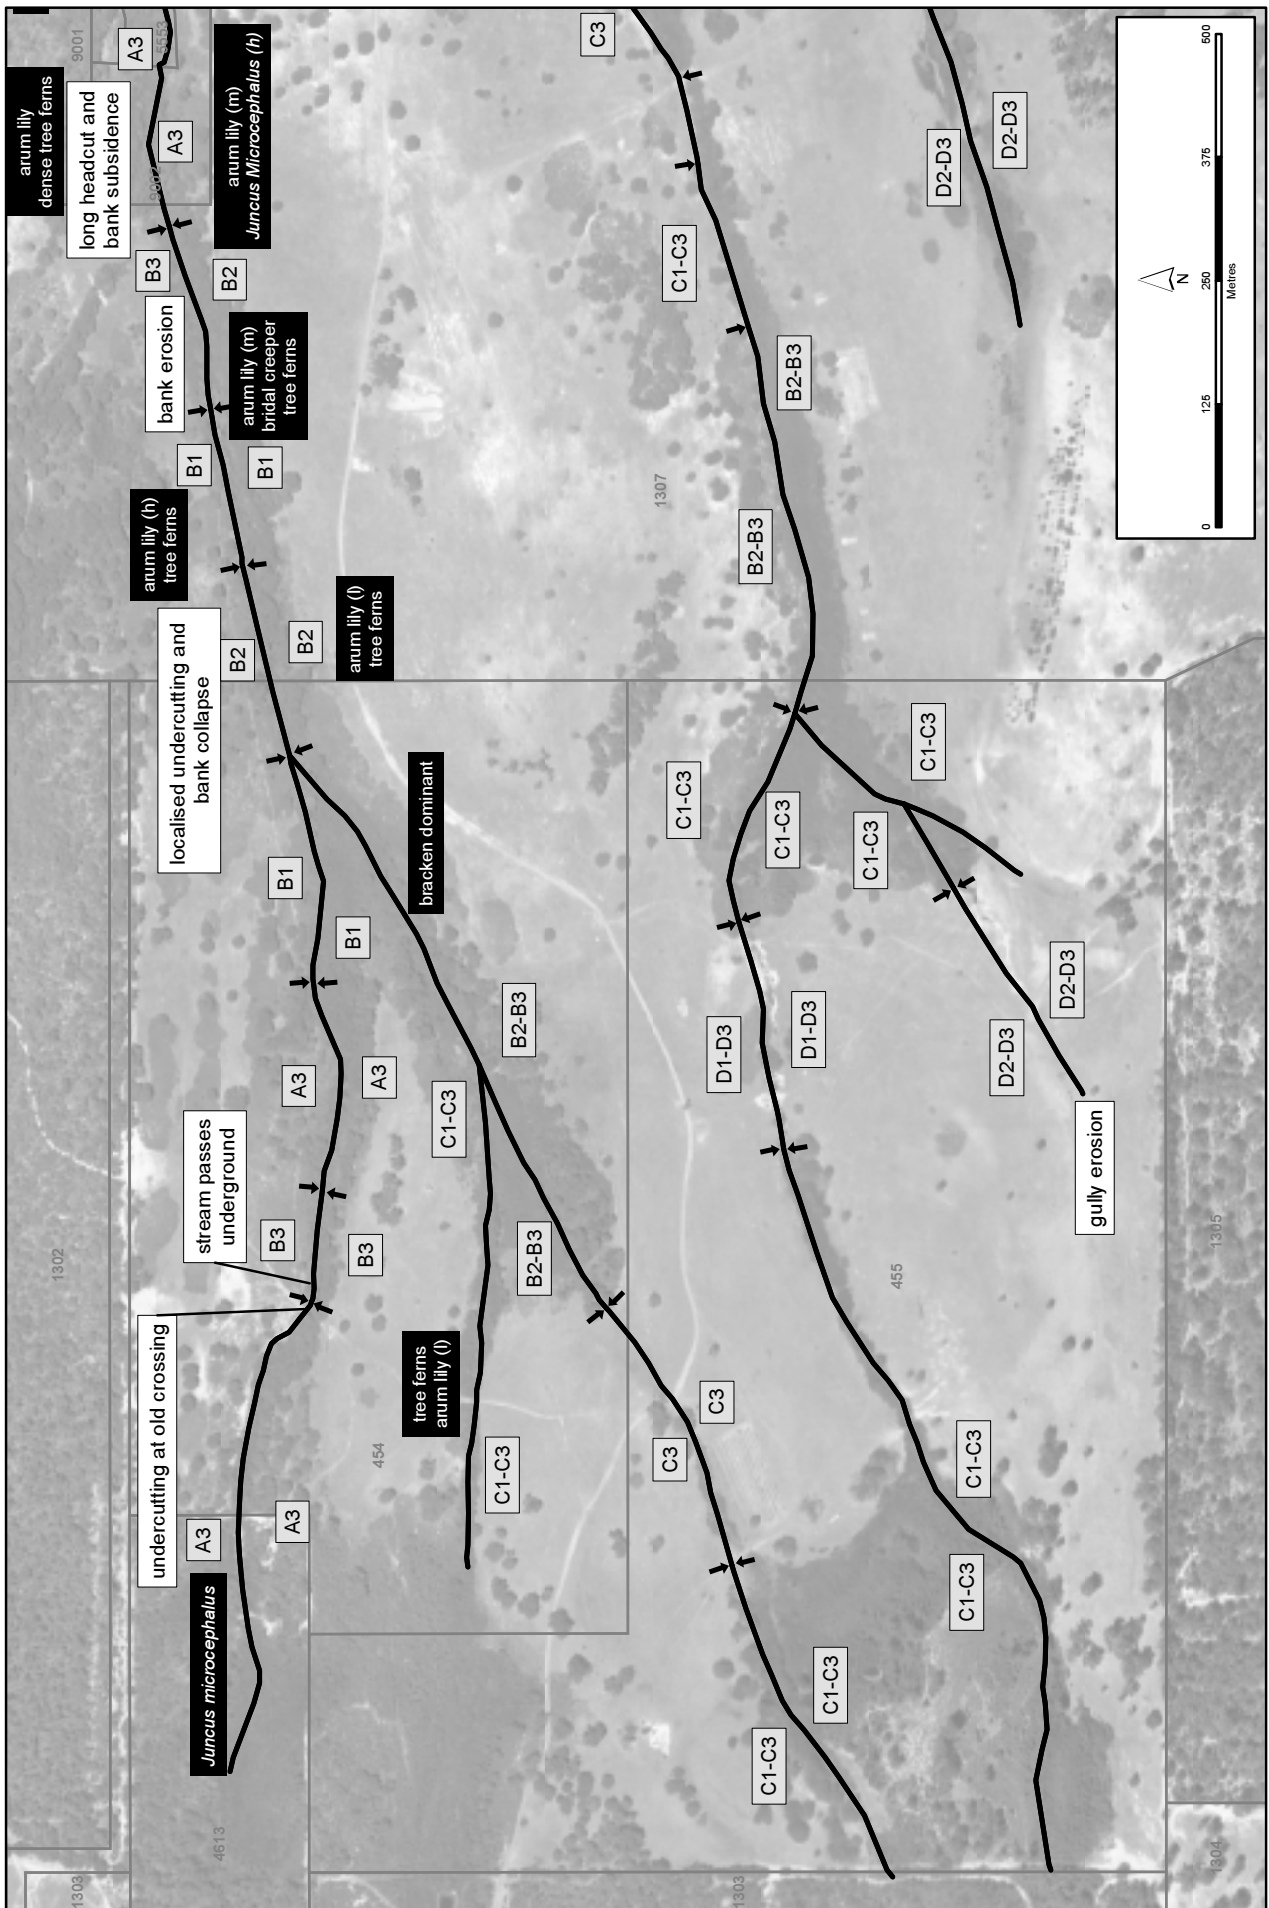 arum lily
dense tree ferns
1302
1303
9001
long headcut and
bank subsidence
A3
5553
9002
A3
B3
undercutting at old crossing
arum lily (h)
tree ferns
bank erosion
localised undercutting and
bank collapse
B1
Juncus microcephalus
A3
stream passes
underground
4613
B2
arum lily (m)
Juncus Microcephalus (h)
B2
arum lily (m)
bridal creeper
tree ferns
B1
B3
B1
A3
A3
B2
B1
B3
A3
arum lily (l)
tree ferns
454
bracken dominant
tree ferns
arum lily (l)
C1-C3
C1-C3
B2-B3
B2-B3
C3
1307
C3
C1-C3
C1-C3
C3
D1-D3
1303
B2-B3
C1-C3
C1-C3
B2-B3
D1-D3
C1-C3
C1-C3
455
C1-C3
D2-D3
C1-C3
C1-C3
D2-D3
D2-D3
D2-D3
gully erosion
N
0
125
250
375
500
Metres
1304
1305